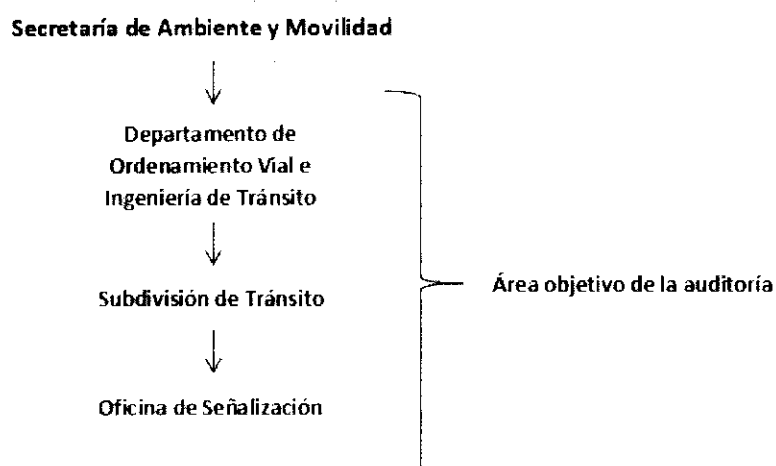 Secretaría de Ambiente y Movilidad
Departamento de
Ordenamiento Vial e
Ingeniería de Tránsito
Subdivisión de Tránsito
Oficina de Señalización
Área objetivo de la auditoría